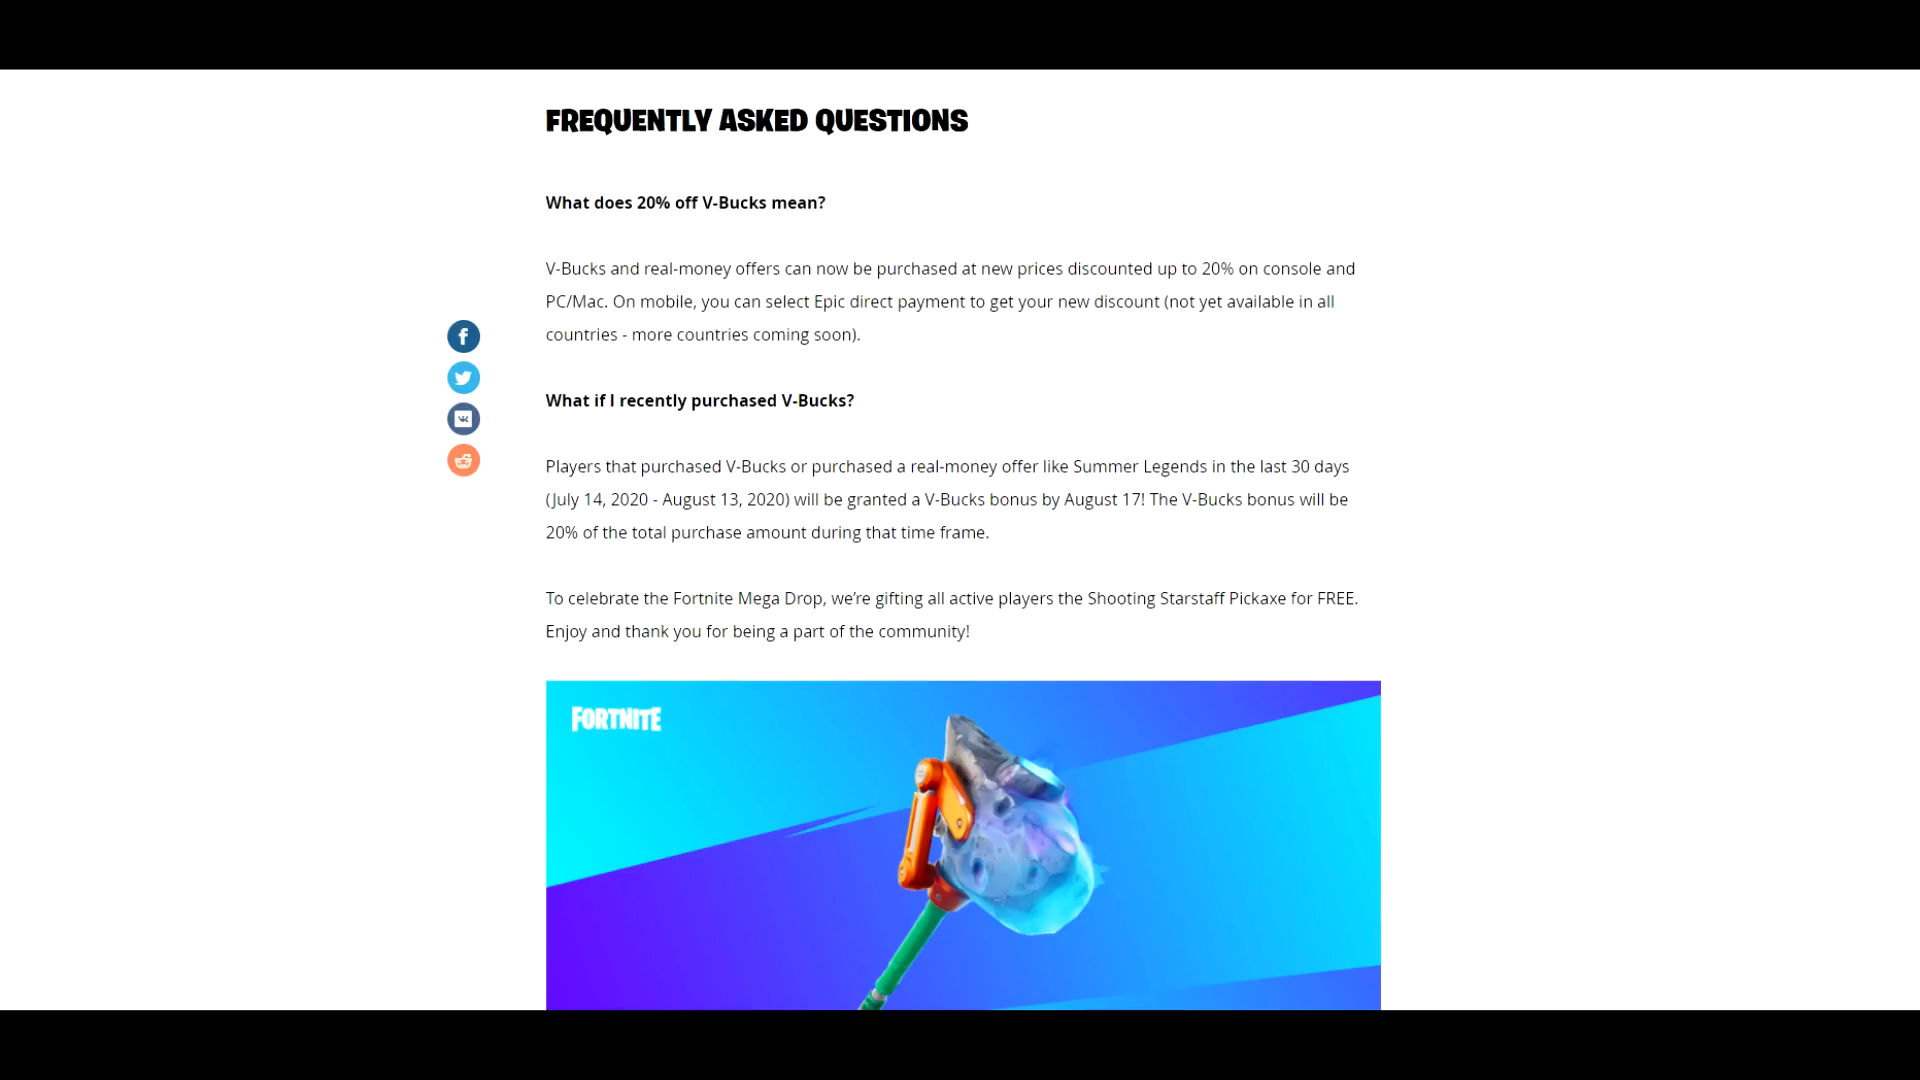 FREQUENTLY ASKED QUESTIONS
What does 20% off V-Bucks mean?
V-Bucks and real-money offers can now be purchased at new prices discounted up to 20% on console and
PC/Mac. On mobile, you can select Epic direct payment to get your new discount (not yet available in all
countries - more countries coming soon).
What if I recently purchased V-Bucks?
Players that purchased V-Bucks or purchased a real-money offer like Summer Legends in the last 30 days
(July 14, 2020 - August 13, 2020) will be granted a V-Bucks bonus by August 17! The V-Bucks bonus will be
20% of the total purchase amount during that time frame.
To celebrate the Fortnite Mega Drop, we’re gifting all active players the Shooting Starstaff Pickaxe for FREE.
Enjoy and thank you for being a part of the community!
FORTNITE